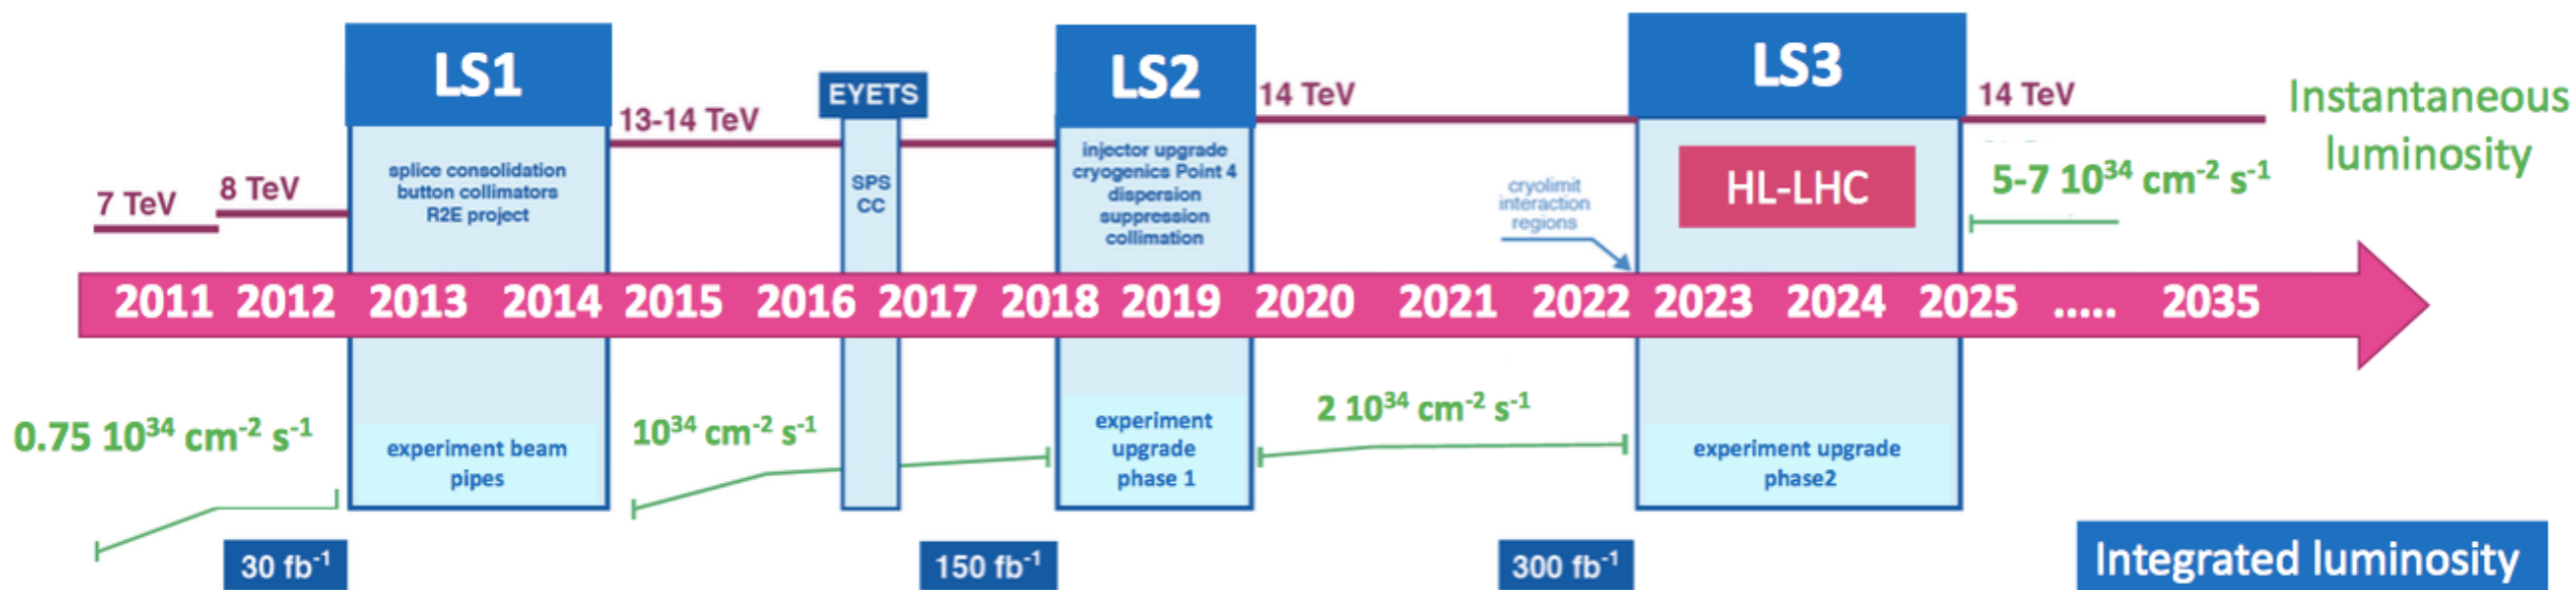 LS1
LS2
LS3
EYETS
7 TeV
8 TeV
13-14 TeV
14 TeV
14 TeV
Instantaneous
luminosity
splice consolidation
button collimators
R2E project
SPS
CC
injector upgrade
cryogenics Point 4
dispersion
suppression
collimation
cryolimit
interaction
regions
HL-LHC
5-7 10³⁴ cm⁻² s⁻¹
2011 2012 2013 2014 2015 2016 2017 2018 2019 2020 2021 2022 2023 2024 2025 ..... 2035
0.75 10³⁴ cm⁻² s⁻¹
experiment beam
pipes
10³⁴ cm⁻² s⁻¹
experiment
upgrade
phase 1
2 10³⁴ cm⁻² s⁻¹
experiment upgrade
phase2
30 fb⁻¹
150 fb⁻¹
300 fb⁻¹
Integrated luminosity